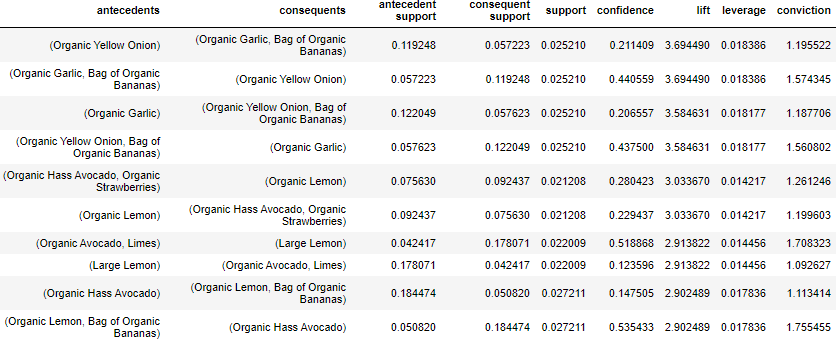 antecedents consequents antecedent support consequent support support confidence lift leverage conviction
(Organic Yellow Onion) (Organic Garlic, Bag of Organic Bananas) 0.119248 0.057223 0.025210 0.211409 3.694490 0.018386 1.195522
(Organic Garlic, Bag of Organic Bananas) (Organic Yellow Onion) 0.057223 0.119248 0.025210 0.440559 3.694490 0.018386 1.574345
(Organic Garlic) (Organic Yellow Onion, Bag of Organic Bananas) 0.122049 0.057623 0.025210 0.206557 3.584631 0.018177 1.187706
(Organic Yellow Onion, Bag of Organic Bananas) (Organic Garlic) 0.057623 0.122049 0.025210 0.437500 3.584631 0.018177 1.560802
(Organic Hass Avocado, Organic Strawberries) (Organic Lemon) 0.075630 0.092437 0.021208 0.280423 3.033670 0.014217 1.261246
(Organic Lemon) (Organic Hass Avocado, Organic Strawberries) 0.092437 0.075630 0.021208 0.229437 3.033670 0.014217 1.199603
(Organic Avocado, Limes) (Large Lemon) 0.042417 0.178071 0.022009 0.518868 2.913822 0.014456 1.708323
(Large Lemon) (Organic Avocado, Limes) 0.178071 0.042417 0.022009 0.123596 2.913822 0.014456 1.092627
(Organic Hass Avocado) (Organic Lemon, Bag of Organic Bananas) 0.184474 0.050820 0.027211 0.147505 2.902489 0.017836 1.113414
(Organic Lemon, Bag of Organic Bananas) (Organic Hass Avocado) 0.050820 0.184474 0.027211 0.535433 2.902489 0.017836 1.755455